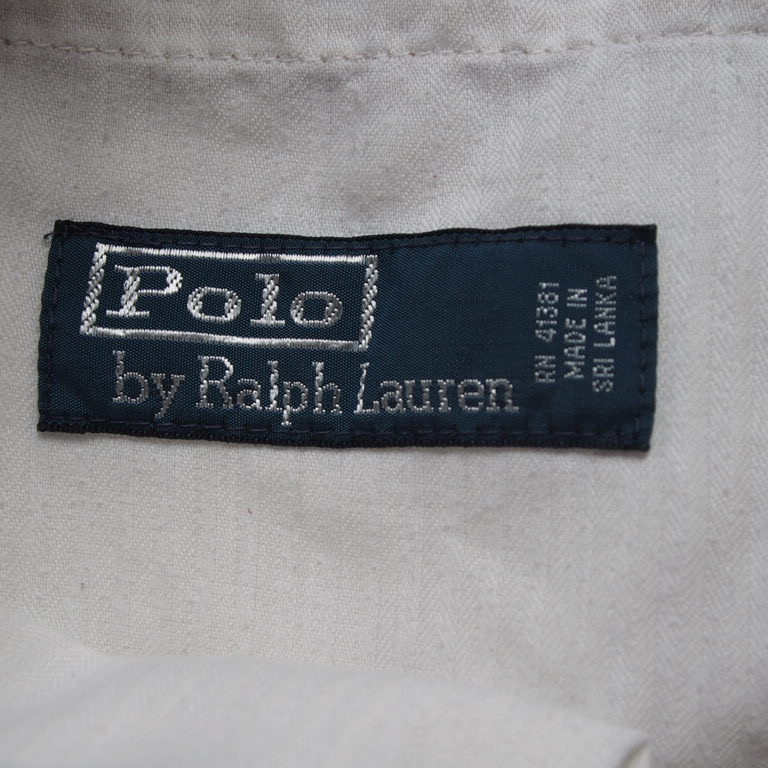 Polo
by Ralph Lauren
RN 41381
MADE IN
SRI LANKA